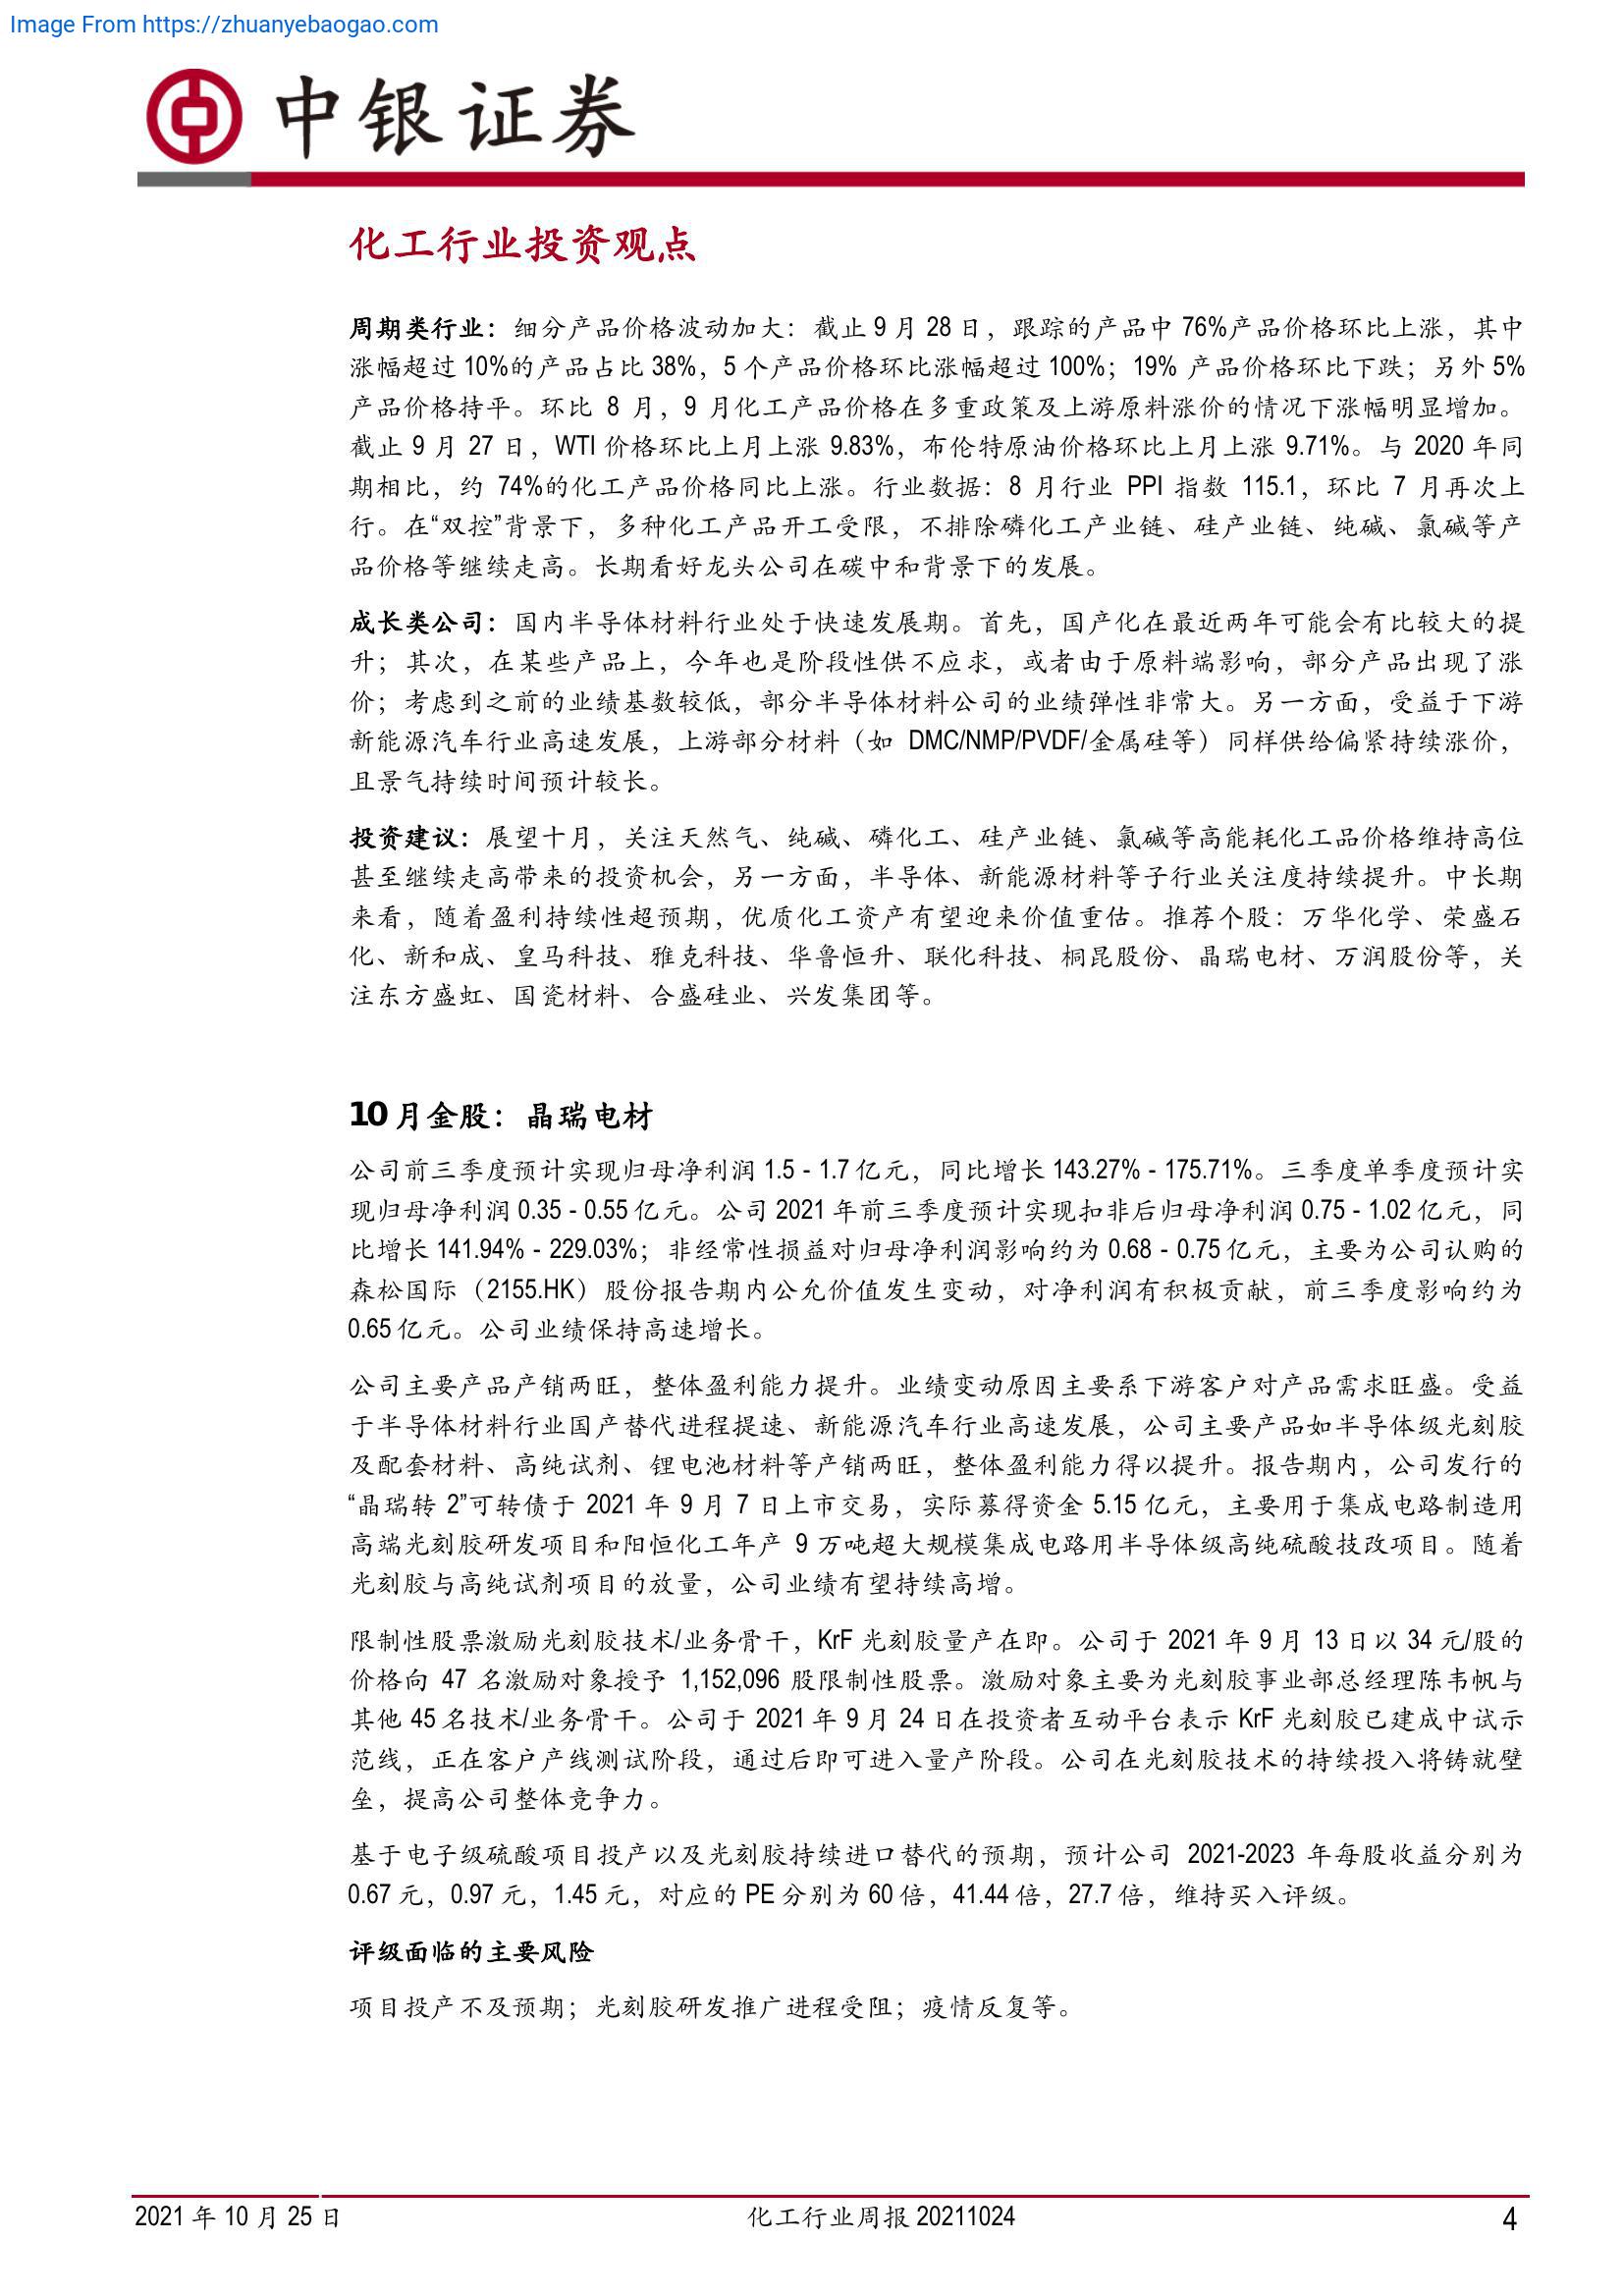 Image From https://zhuanyebaogao.com
中银证券
化工行业投资观点
周期类行业：细分产品价格波动加大：截止 9 月 28 日，跟踪的产品中 76%产品价格环比上涨，其中
涨幅超过 10%的产品占比 38%，5 个产品价格环比涨幅超过 100%；19% 产品价格环比下跌；另外 5%
产品价格持平。环比 8 月，9 月化工产品价格在多重政策及上游原料涨价的情况下涨幅明显增加。
截止 9 月 27 日，WTI 价格环比上月上涨 9.83%，布伦特原油价格环比上月上涨 9.71%。与 2020 年同
期相比，约 74%的化工产品价格同比上涨。行业数据：8 月行业 PPI 指数 115.1，环比 7 月再次上
行。在“双控”背景下，多种化工产品开工受限，不排除磷化工产业链、硅产业链、纯碱、氯碱等产
品价格等继续走高。长期看好龙头公司在碳中和背景下的发展。
成长类公司：国内半导体材料行业处于快速发展期。首先，国产化在最近两年可能会有比较大的提
升；其次，在某些产品上，今年也是阶段性供不应求，或者由于原料端影响，部分产品出现了涨
价；考虑到之前的业绩基数较低，部分半导体材料公司的业绩弹性非常大。另一方面，受益于下游
新能源汽车行业高速发展，上游部分材料（如 DMC/NMP/PVDF/金属硅等）同样供给偏紧持续涨价，
且景气持续时间预计较长。
投资建议：展望十月，关注天然气、纯碱、磷化工、硅产业链、氯碱等高能耗化工品价格维持高位
甚至继续走高带来的投资机会，另一方面，半导体、新能源材料等子行业关注度持续提升。中长期
来看，随着盈利持续性超预期，优质化工资产有望迎来价值重估。推荐个股：万华化学、荣盛石
化、新和成、皇马科技、雅克科技、华鲁恒升、联化科技、桐昆股份、晶瑞电材、万润股份等，关
注东方盛虹、国瓷材料、合盛硅业、兴发集团等。
10 月金股：晶瑞电材
公司前三季度预计实现归母净利润 1.5 - 1.7 亿元，同比增长 143.27% - 175.71%。三季度单季度预计实
现归母净利润 0.35 - 0.55 亿元。公司 2021 年前三季度预计实现扣非后归母净利润 0.75 - 1.02 亿元，同
比增长 141.94% - 229.03%；非经常性损益对归母净利润影响约为 0.68 - 0.75 亿元，主要为公司认购的
森松国际（2155.HK）股份报告期内公允价值发生变动，对净利润有积极贡献，前三季度影响约为
0.65 亿元。公司业绩保持高速增长。
公司主要产品产销两旺，整体盈利能力提升。业绩变动原因主要系下游客户对产品需求旺盛。受益
于半导体材料行业国产替代进程提速、新能源汽车行业高速发展，公司主要产品如半导体级光刻胶
及配套材料、高纯试剂、锂电池材料等产销两旺，整体盈利能力得以提升。报告期内，公司发行的
“晶瑞转 2”可转债于 2021 年 9 月 7 日上市交易，实际募得资金 5.15 亿元，主要用于集成电路制造用
高端光刻胶研发项目和阳恒化工年产 9 万吨超大规模集成电路用半导体级高纯硫酸技改项目。随着
光刻胶与高纯试剂项目的放量，公司业绩有望持续高增。
限制性股票激励光刻胶技术/业务骨干，KrF 光刻胶量产在即。公司于 2021 年 9 月 13 日以 34 元/股的
价格向 47 名激励对象授予 1,152,096 股限制性股票。激励对象主要为光刻胶事业部总经理陈韦帆与
其他 45 名技术/业务骨干。公司于 2021 年 9 月 24 日在投资者互动平台表示 KrF 光刻胶已建成中试示
范线，正在客户产线测试阶段，通过后即可进入量产阶段。公司在光刻胶技术的持续投入将铸就壁
垒，提高公司整体竞争力。
基于电子级硫酸项目投产以及光刻胶持续进口替代的预期，预计公司 2021-2023 年每股收益分别为
0.67 元，0.97 元，1.45 元，对应的 PE 分别为 60 倍，41.44 倍，27.7 倍，维持买入评级。
评级面临的主要风险
项目投产不及预期；光刻胶研发推广进程受阻；疫情反复等。
2021 年 10 月 25 日
化工行业周报 20211024
4